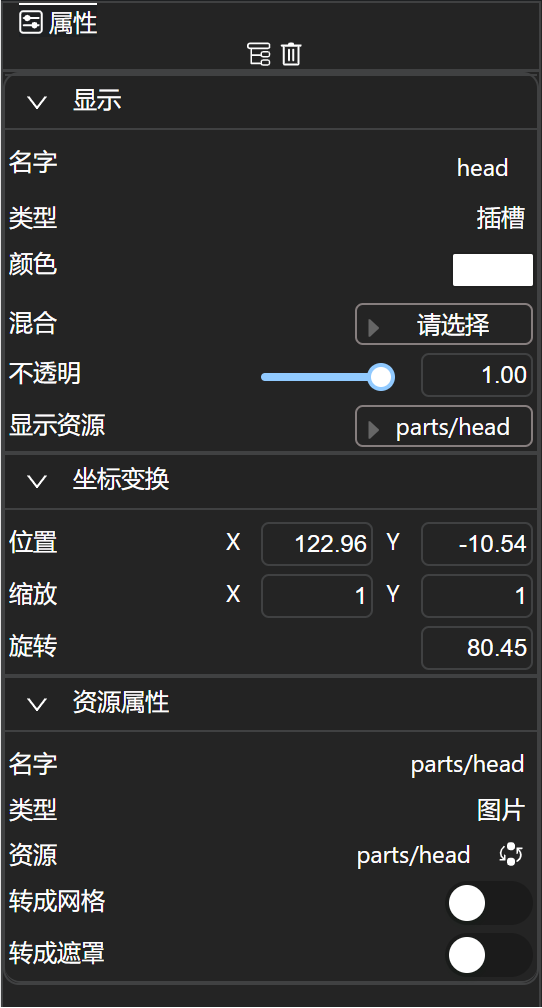 属性
显示
名字 head
类型 插槽
颜色
混合 请选择
不透明 1.00
显示资源 parts/head
坐标变换
位置 X 122.96 Y -10.54
缩放 X 1 Y 1
旋转 80.45
资源属性
名字 parts/head
类型 图片
资源 parts/head
转成网格
转成遮罩